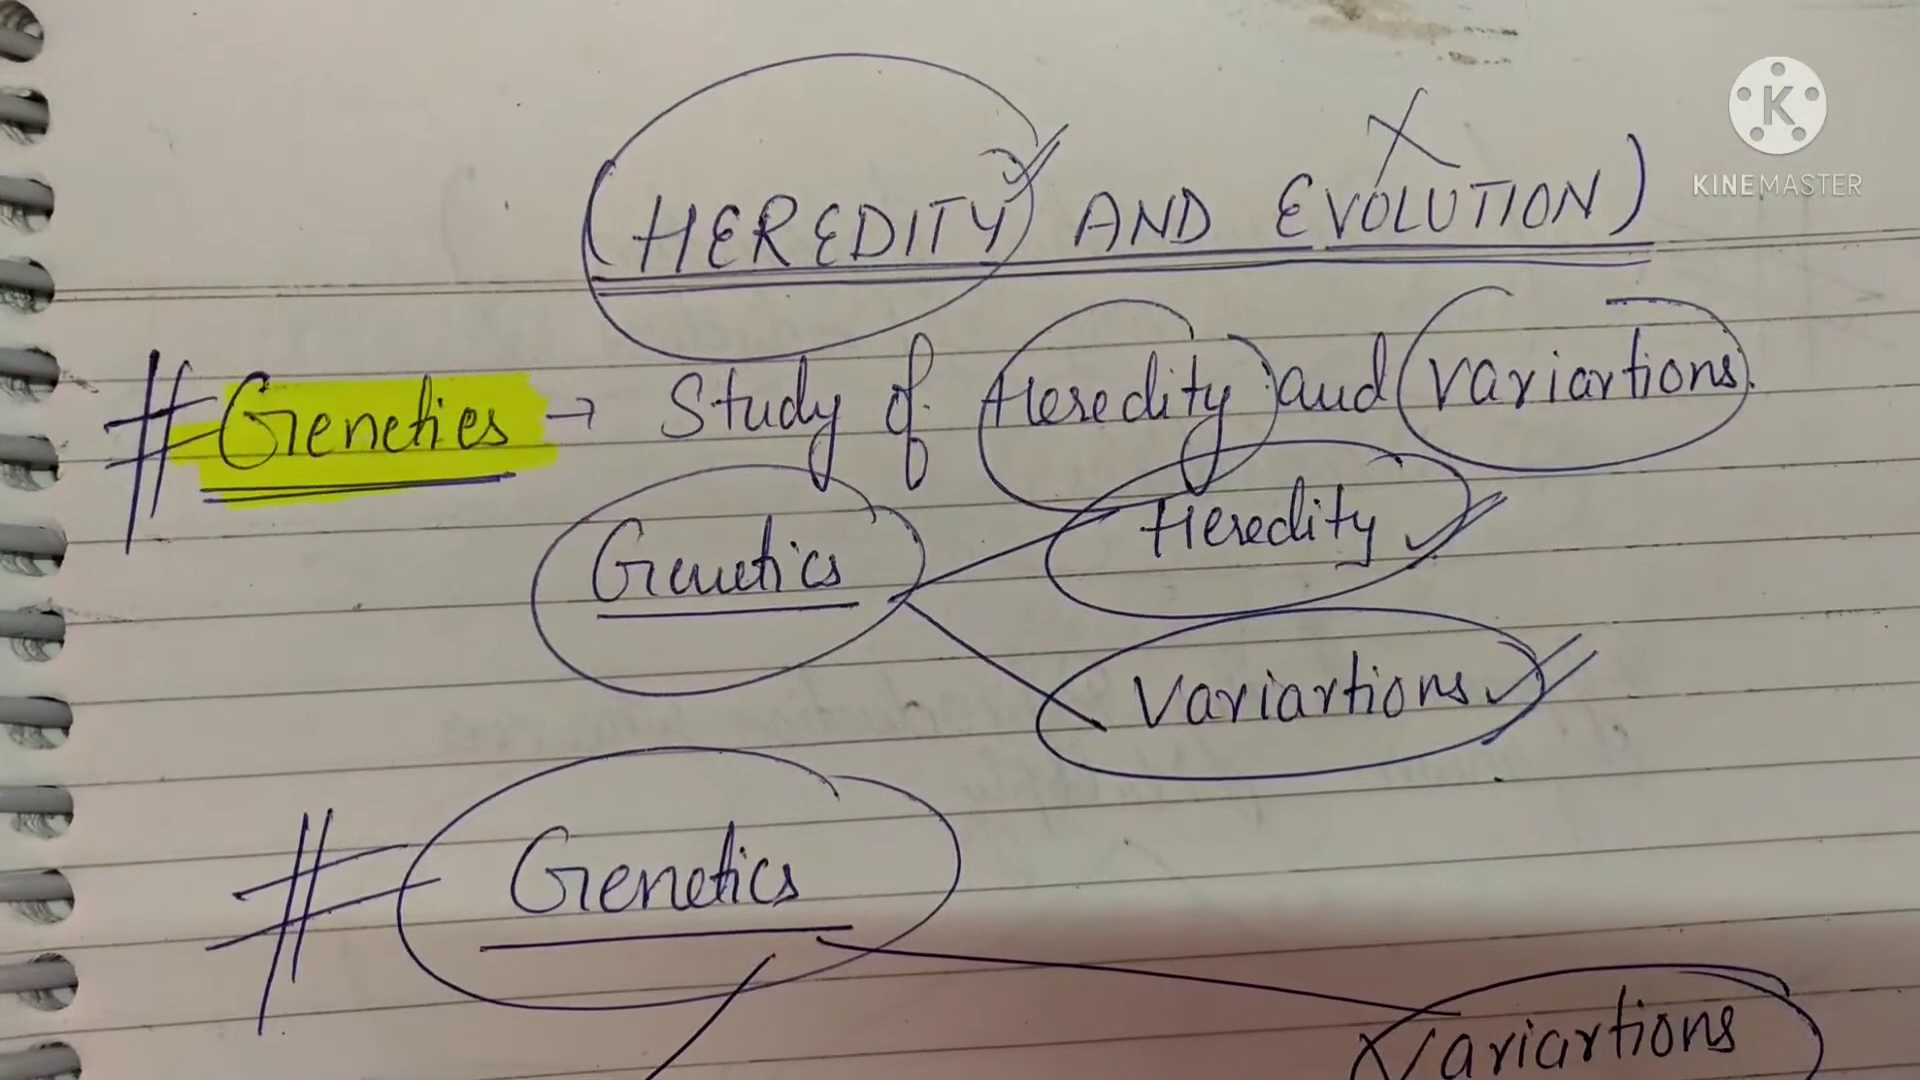 KINEMASTER
(HEREDITY) AND EVOLUTION)
# Genetics → Study of Heredity and variartions.
Genetics
Heredity
Variartions
# Genetics
Variartions